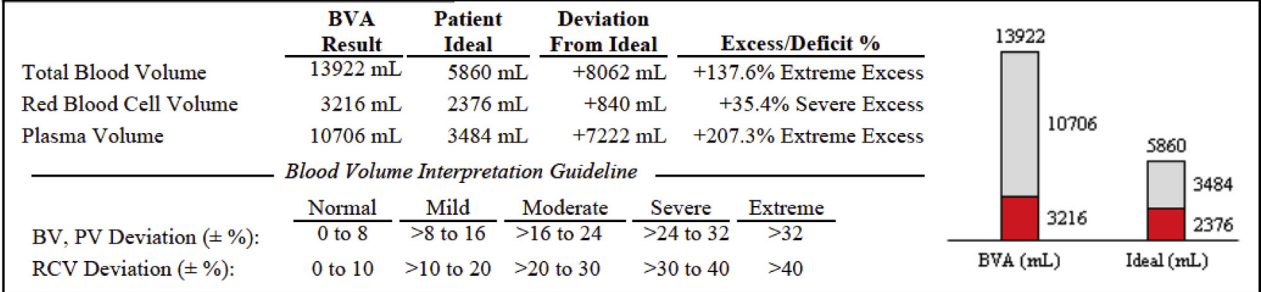 BVA Patient Deviation
Result Ideal From Ideal Excess/Deficit %
Total Blood Volume 13922 mL 5860 mL +8062 mL +137.6% Extreme Excess
Red Blood Cell Volume 3216 mL 2376 mL +840 mL +35.4% Severe Excess
Plasma Volume 10706 mL 3484 mL +7222 mL +207.3% Extreme Excess
Blood Volume Interpretation Guideline
Normal Mild Moderate Severe Extreme
BV, PV Deviation (± %): 0 to 8 >8 to 16 >16 to 24 >24 to 32 >32
RCV Deviation (± %): 0 to 10 >10 to 20 >20 to 30 >30 to 40 >40
13922
10706
3216
5860
3484
2376
BVA (mL) Ideal (mL)